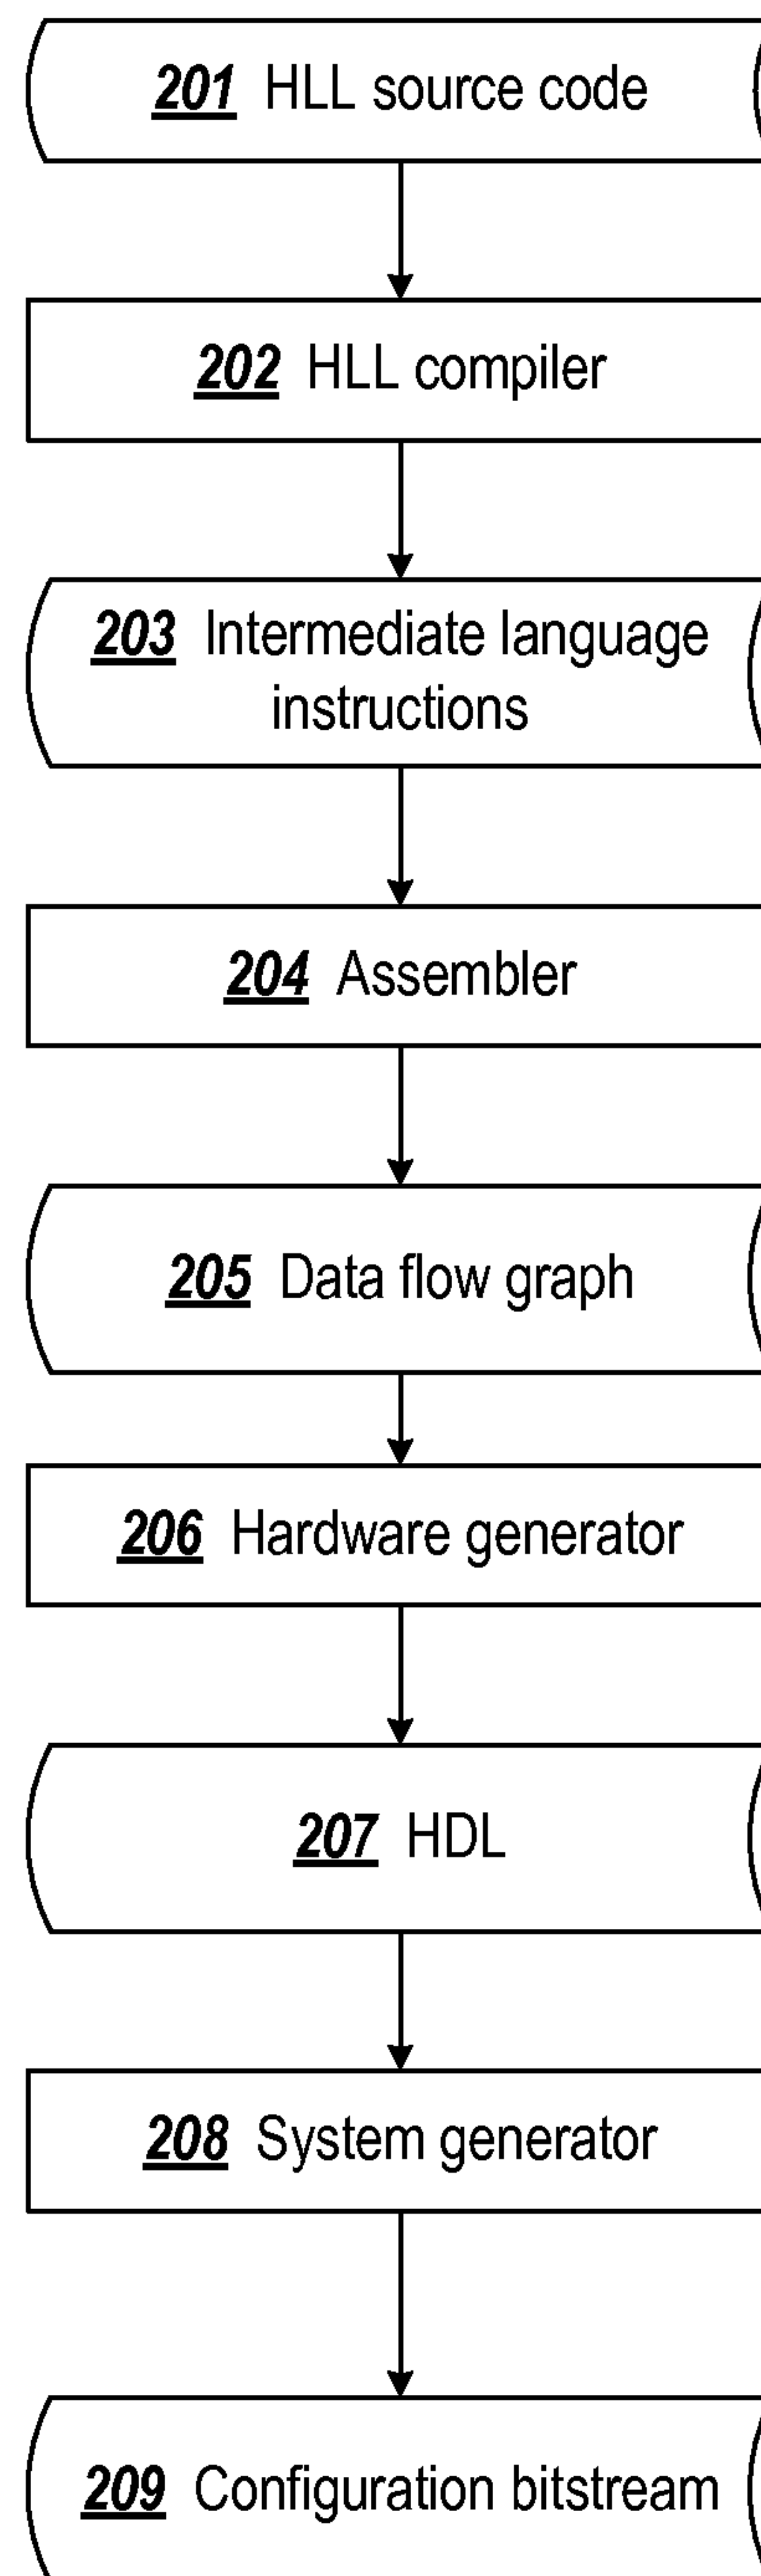 201 HLL source code
202 HLL compiler
203 Intermediate language
instructions
204 Assembler
205 Data flow graph
206 Hardware generator
207 HDL
208 System generator
209 Configuration bitstream